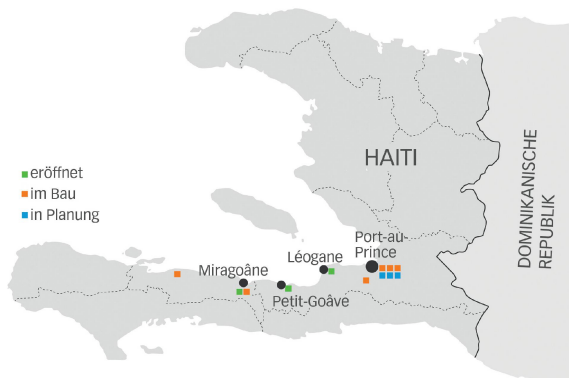 HAITI
DOMINIKANISCHE
REPUBLIK
eröffnet
im Bau
in Planung
Port-au-
Prince
Léogane
Miragoâne
Petit-Goâve